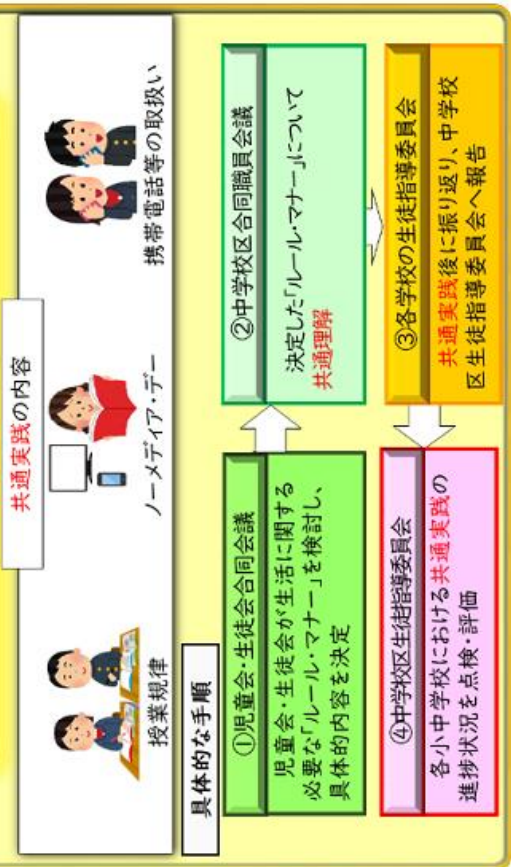 共通実践の内容
授業規律
ノーメディア・デー
携帯電話等の取扱い
具体的な手順
①児童会・生徒会合同会議
児童会・生徒会が生活に関する
必要な「ルール・マナー」を検討し、
具体的内容を決定
②中学校区合同職員会議
決定した「ルール・マナー」について
共通理解
③各学校の生徒指導委員会
共通実践後に振り返り、中学校
区生徒指導委員会へ報告
④中学校区生徒指導委員会
各小中学校における共通実践の
進捗状況を点検・評価